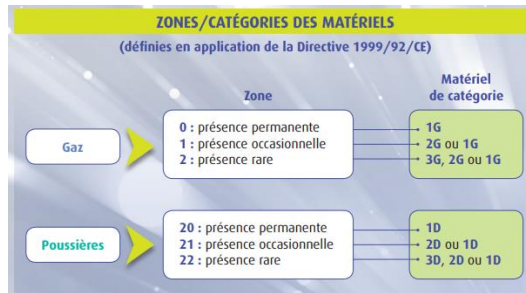 ZONES/CATÉGORIES DES MATÉRIELS
(définies en application de la Directive 1999/92/CE)
Zone
Matériel
de catégorie
Gaz
0 : présence permanente
1G
1 : présence occasionnelle
2G ou 1G
2 : présence rare
3G, 2G ou 1G
Poussières
20 : présence permanente
1D
21 : présence occasionnelle
2D ou 1D
22 : présence rare
3D, 2D ou 1D